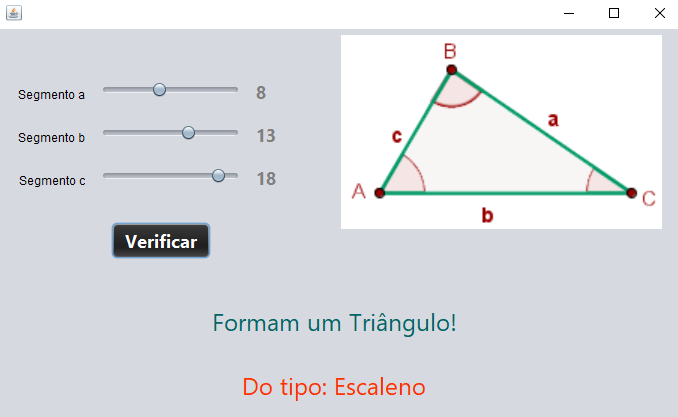 Segmento a 8
Segmento b 13
Segmento c 18
Verificar
B
c
a
A
b
C
Formam um Triângulo!
Do tipo: Escaleno